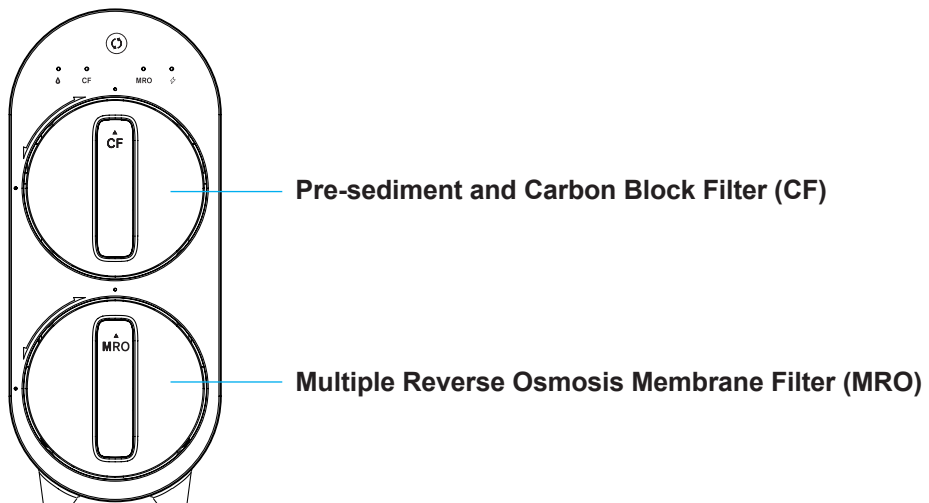 CF MRO
CF
Pre-sediment and Carbon Block Filter (CF)
MRO
Multiple Reverse Osmosis Membrane Filter (MRO)